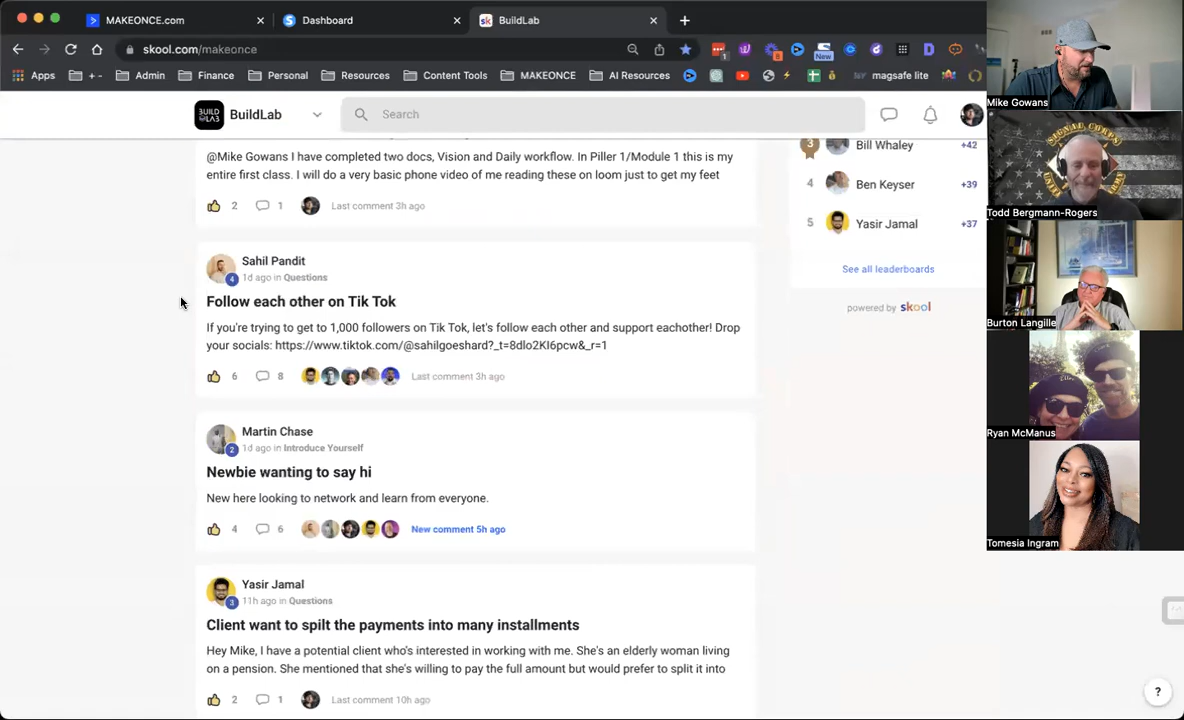 MAKEONCE.com
Dashboard
sk
BuildLab
skool.com/makeonce
New
Apps
+ -
Admin
Finance
Personal
Resources
Content Tools
MAKEONCE
AI Resources
magsafe lite
BUILD
LAB
BuildLab
Search
@Mike Gowans I have completed two docs, Vision and Daily workflow. In Piller 1/Module 1 this is my
entire first class. I will do a very basic phone video of me reading these on loom just to get my feet
2
1
Last comment 3h ago
Sahil Pandit
4
1d ago in Questions
Follow each other on Tik Tok
If you're trying to get to 1,000 followers on Tik Tok, let's follow each other and support eachother! Drop
your socials: https://www.tiktok.com/@sahilgoeshard?_t=8dlo2KI6pcw&_r=1
6
8
Last comment 3h ago
Martin Chase
2
1d ago in Introduce Yourself
Newbie wanting to say hi
New here looking to network and learn from everyone.
4
6
New comment 5h ago
Yasir Jamal
3
11h ago in Questions
Client want to spilt the payments into many installments
Hey Mike, I have a potential client who's interested in working with me. She's an elderly woman living
on a pension. She mentioned that she's willing to pay the full amount but would prefer to split it into
2
1
Last comment 10h ago
3
Bill Whaley
+42
4
Ben Keyser
+39
5
Yasir Jamal
+37
See all leaderboards
powered by skool
?
Mike Gowans
SIGNAL CORPS
Todd Bergmann-Rogers
Burton Langille
Ryan McManus
Tomesia Ingram